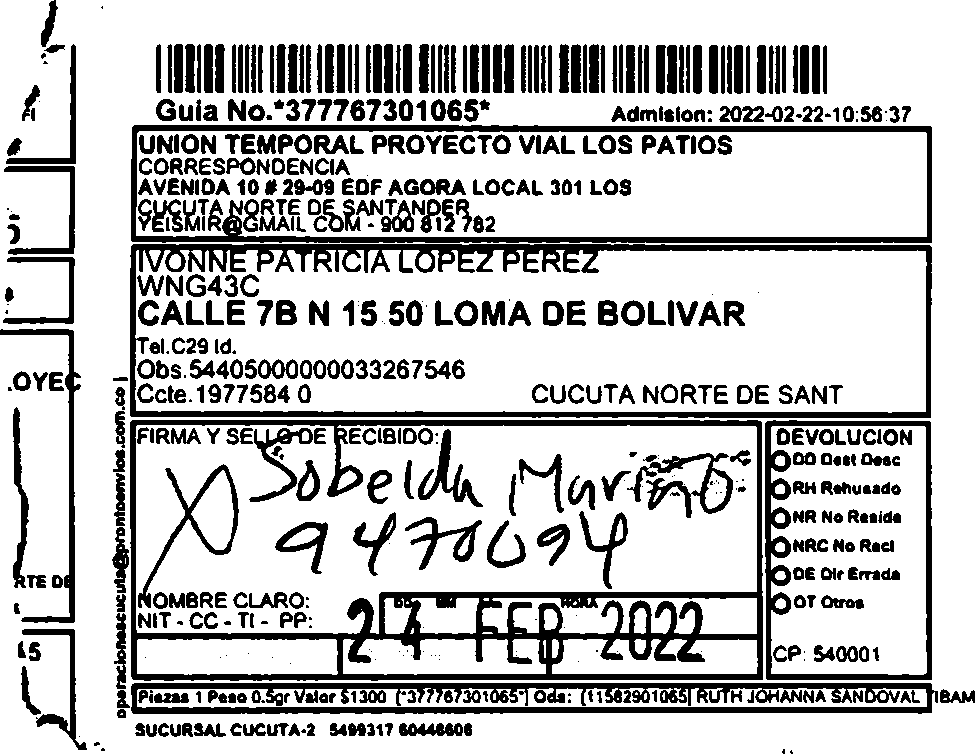 Guia No.*377767301065*
Admision: 2022-02-22-10:56:37
UNION TEMPORAL PROYECTO VIAL LOS PATIOS
CORRESPONDENCIA
AVENIDA 10 # 29-09 EDF AGORA LOCAL 301 LOS
CUCUTA NORTE DE SANTANDER
YEISMIR@GMAIL COM - 900 812 782
IVONNE PATRICIA LOPEZ PEREZ
WNG43C
CALLE 7B N 15 50 LOMA DE BOLIVAR
Tel.C29 Id.
Obs.54405000000033267546
Ccte.1977584 0
CUCUTA NORTE DE SANT
.OYEC
operacionescucuta@prontoenvios.com.co
FIRMA Y SELLO DE RECIBIDO:
X Sobeida Mariño
9470094
NOMBRE CLARO:
NIT - CC - TI - PP:
HORA
24 FEB 2022
DEVOLUCION
DD Dest Desc
RH Rehusado
NR No Reside
NRC No Recl
DE Dir Errada
OT Otros
CP: 540001
RTE DE
Piezas 1 Peso 0.5gr Valor $1300 [*377767301065*] Ods: [11582901065] RUTH JOHANNA SANDOVAL TIBAM
SUCURSAL CUCUTA-2 5499317 60446606